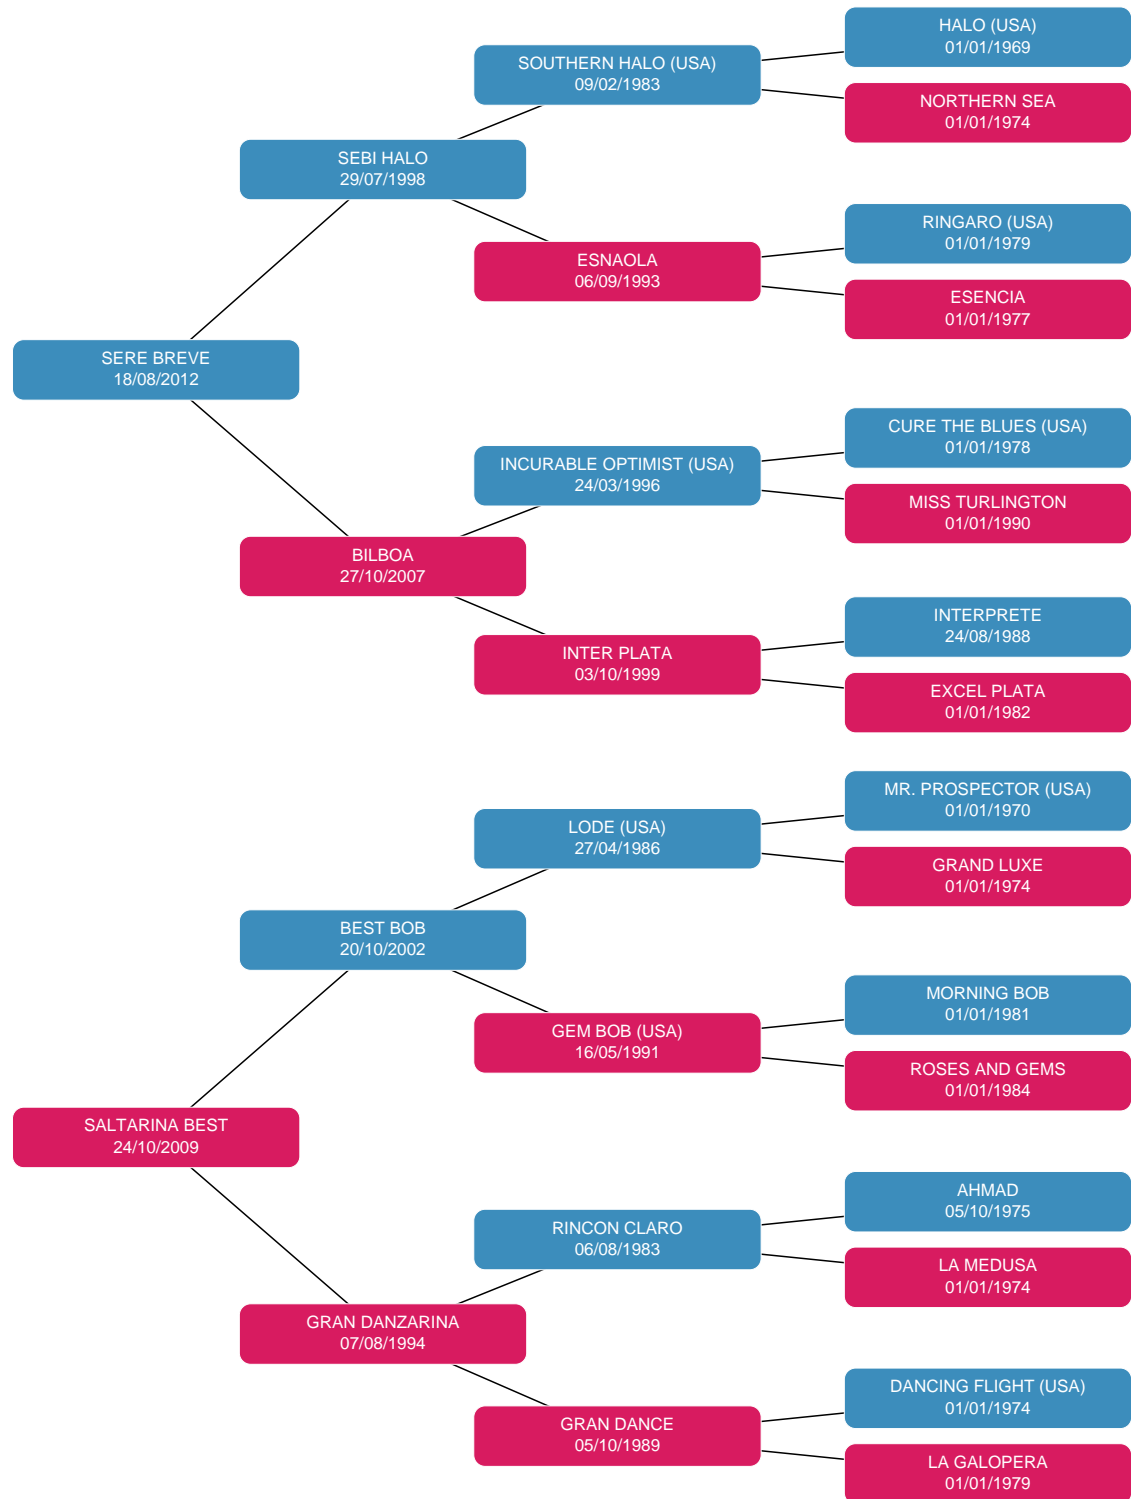 HALO (USA)
01/01/1969
SOUTHERN HALO (USA)
09/02/1983
NORTHERN SEA
01/01/1974
SEBI HALO
29/07/1998
RINGARO (USA)
01/01/1979
ESNAOLA
06/09/1993
ESENCIA
01/01/1977
SERE BREVE
18/08/2012
CURE THE BLUES (USA)
01/01/1978
INCURABLE OPTIMIST (USA)
24/03/1996
MISS TURLINGTON
01/01/1990
BILBOA
27/10/2007
INTERPRETE
24/08/1988
INTER PLATA
03/10/1999
EXCEL PLATA
01/01/1982
MR. PROSPECTOR (USA)
01/01/1970
LODE (USA)
27/04/1986
GRAND LUXE
01/01/1974
BEST BOB
20/10/2002
MORNING BOB
01/01/1981
GEM BOB (USA)
16/05/1991
ROSES AND GEMS
01/01/1984
SALTARINA BEST
24/10/2009
AHMAD
05/10/1975
RINCON CLARO
06/08/1983
LA MEDUSA
01/01/1974
GRAN DANZARINA
07/08/1994
DANCING FLIGHT (USA)
01/01/1974
GRAN DANCE
05/10/1989
LA GALOPERA
01/01/1979